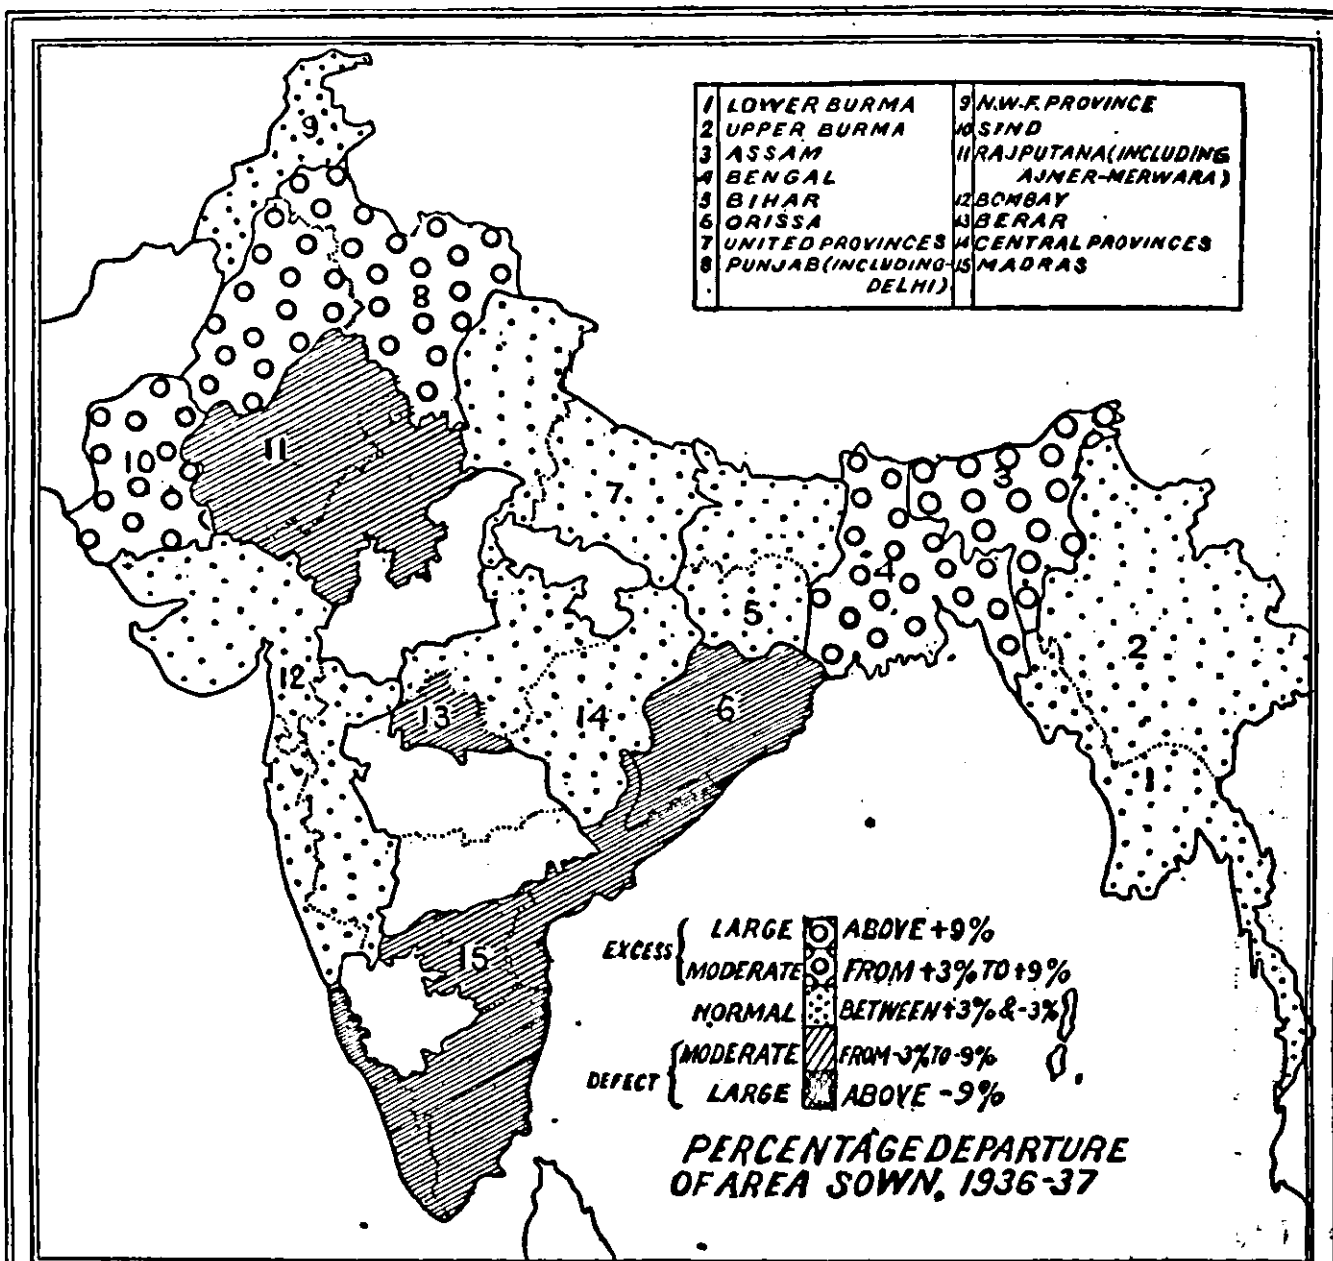 1 LOWER BURMA
2 UPPER BURMA
3 ASSAM
4 BENGAL
5 BIHAR
6 ORISSA
7 UNITED PROVINCES
8 PUNJAB (INCLUDING-
DELHI)
9 N.W.F. PROVINCE
10 SIND
11 RAJPUTANA (INCLUDING
AJMER-MERWARA)
12 BOMBAY
13 BERAR
14 CENTRAL PROVINCES
15 MADRAS
9
8
11
10
7
3
4
5
2
12
13
14
6
1
15
EXCESS { LARGE ABOVE +9%
MODERATE FROM +3% TO +9%
NORMAL BETWEEN +3% & -3%
DEFECT { MODERATE FROM -3% TO -9%
LARGE ABOVE -9%
PERCENTAGE DEPARTURE
OF AREA SOWN, 1936-37